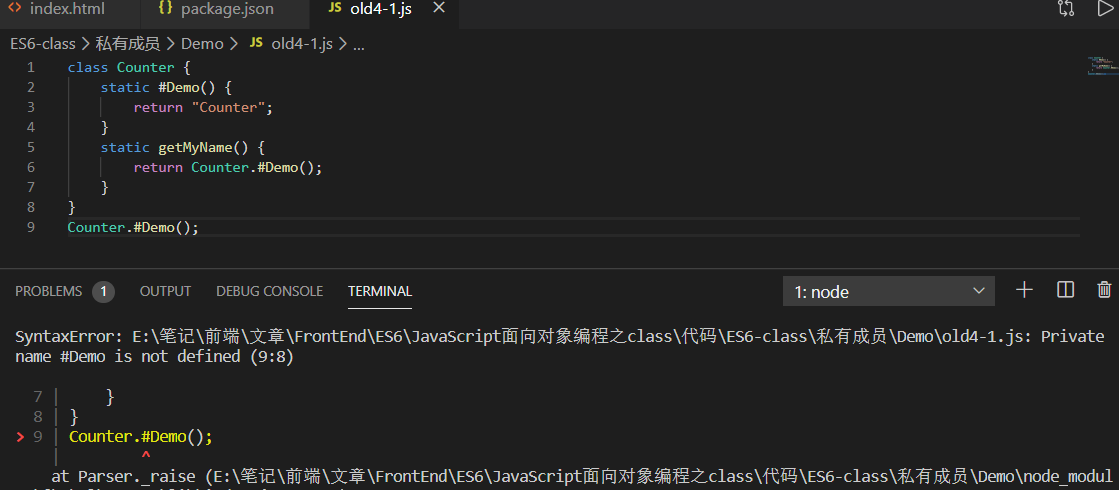 index.html {} package.json JS old4-1.js
ES6-class > 私有成员 > Demo > JS old4-1.js > ...
1 class Counter {
2 static #Demo() {
3 return "Counter";
4 }
5 static getMyName() {
6 return Counter.#Demo();
7 }
8 }
9 Counter.#Demo();
PROBLEMS 1 OUTPUT DEBUG CONSOLE TERMINAL 1: node
SyntaxError: E:\笔记\前端\文章\FrontEnd\ES6\JavaScript面向对象编程之class\代码\ES6-class\私有成员\Demo\old4-1.js: Private
name #Demo is not defined (9:8)
7 | }
8 | }
> 9 | Counter.#Demo();
| ^
at Parser._raise (E:\笔记\前端\文章\FrontEnd\ES6\JavaScript面向对象编程之class\代码\ES6-class\私有成员\Demo\node_modul